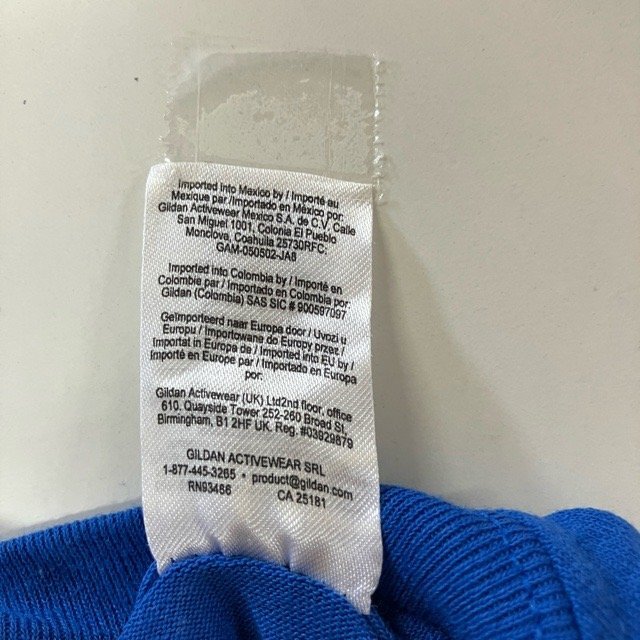 Imported into Mexico by / Importé au
Mexique par / Importado en México por:
Gildan Activewear Mexico S.A. de C.V. Calle
San Miguel 1001, Colonia El Pueblo
Monclova, Coahuila 25730RFC:
GAM-050502-JA8
Imported into Colombia by / Importé en
Colombie par / Importado en Colombia por:
Gildan (Colombia) SAS SIC # 900597097
Geïmporteerd naar Europa door / Uvozi u
Europu / Importowane do Europy przez /
Importat in Europa de / Imported into EU by /
Importé en Europe par / Importado en Europa
por:
Gildan Activewear (UK) Ltd2nd floor, office
610. Quayside Tower 252-260 Broad St,
Birmingham, B1 2HF UK. Reg. #03929879
GILDAN ACTIVEWEAR SRL
1-877-445-3265 • product@gildan.com
RN93466 CA 25181